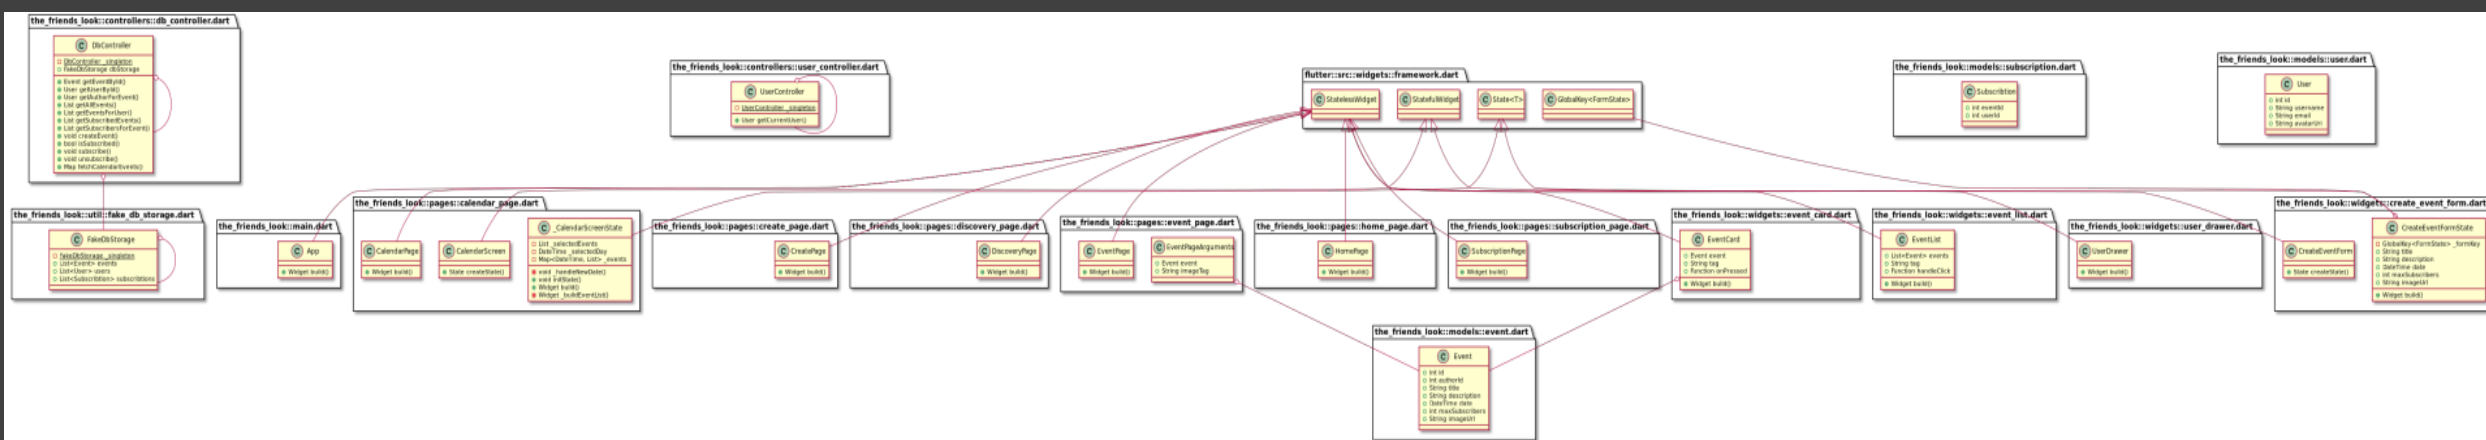 the_friends_look::controllers::db_controller.dart
C DbController
DbController _singleton
FakeDbStorage dbStorage
Event getEventById()
User getUserById()
User getAuthorForEvent()
List getAllEvents()
List getEventsForUser()
List getSubscribedEvents()
List getSubscribersForEvent()
void createEvent()
bool isSubscribed()
void subscribe()
void unsubscribe()
Map fetchCalendarEvents()
the_friends_look::controllers::user_controller.dart
C UserController
UserController _singleton
User getCurrentUser()
flutter::src::widgets::framework.dart
C StatelessWidget
C StatefulWidget
C State<T>
C GlobalKey<FormState>
the_friends_look::models::subscription.dart
C Subscribtion
int eventId
int userId
the_friends_look::models::user.dart
C User
int id
String username
String email
String avatarUrl
the_friends_look::util::fake_db_storage.dart
C FakeDbStorage
fakeDbStorage _singleton
List<Event> events
List<User> users
List<Subscribtion> subscribtions
the_friends_look::main.dart
C App
Widget build()
the_friends_look::pages::calendar_page.dart
C CalendarPage
Widget build()
C CalendarScreen
State createState()
C _CalendarScreenState
List _selectedEvents
DateTime _selectedDay
Map<DateTime, List> _events
void _handleNewDate()
void initState()
Widget build()
Widget _buildEventList()
the_friends_look::pages::create_page.dart
C CreatePage
Widget build()
the_friends_look::pages::discovery_page.dart
C DiscoveryPage
Widget build()
the_friends_look::pages::event_page.dart
C EventPage
Widget build()
C EventPageArguments
Event event
String imageTag
the_friends_look::pages::home_page.dart
C HomePage
Widget build()
the_friends_look::pages::subscription_page.dart
C SubscriptionPage
Widget build()
the_friends_look::widgets::event_card.dart
C EventCard
Event event
String tag
Function onPressed
Widget build()
the_friends_look::widgets::event_list.dart
C EventList
List<Event> events
String tag
Function handleClick
Widget build()
the_friends_look::widgets::user_drawer.dart
C UserDrawer
Widget build()
the_friends_look::widgets::create_event_form.dart
C CreateEventForm
State createState()
C CreateEventFormState
GlobalKey<FormState> _formKey
String title
String description
DateTime date
int maxSubscribers
String imageUrl
Widget build()
the_friends_look::models::event.dart
C Event
int id
int authorId
String title
String description
DateTime date
int maxSubscribers
String imageUrl